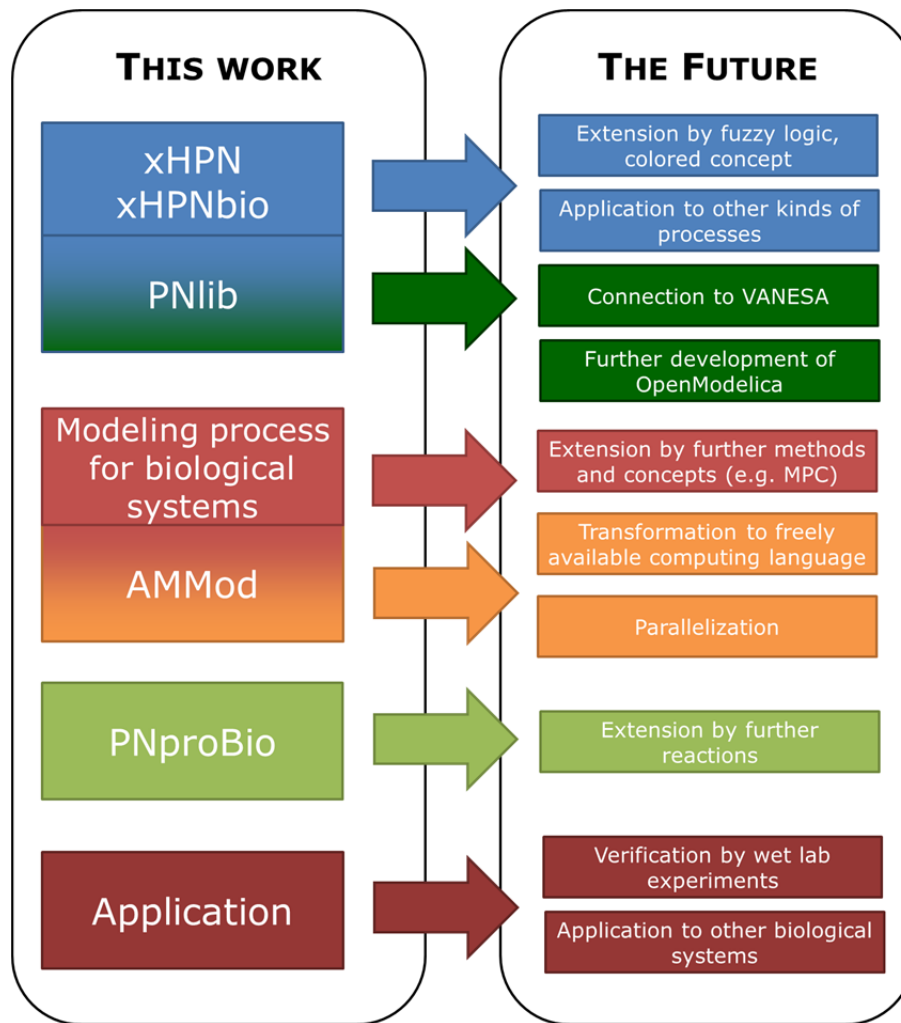 THIS WORK
xHPN
xHPNbio
PNlib
Modeling process
for biological
systems
AMMod
PNproBio
Application
THE FUTURE
Extension by fuzzy logic,
colored concept
Application to other kinds of
processes
Connection to VANESA
Further development of
OpenModelica
Extension by further methods
and concepts (e.g. MPC)
Transformation to freely
available computing language
Parallelization
Extension by further
reactions
Verification by wet lab
experiments
Application to other biological
systems